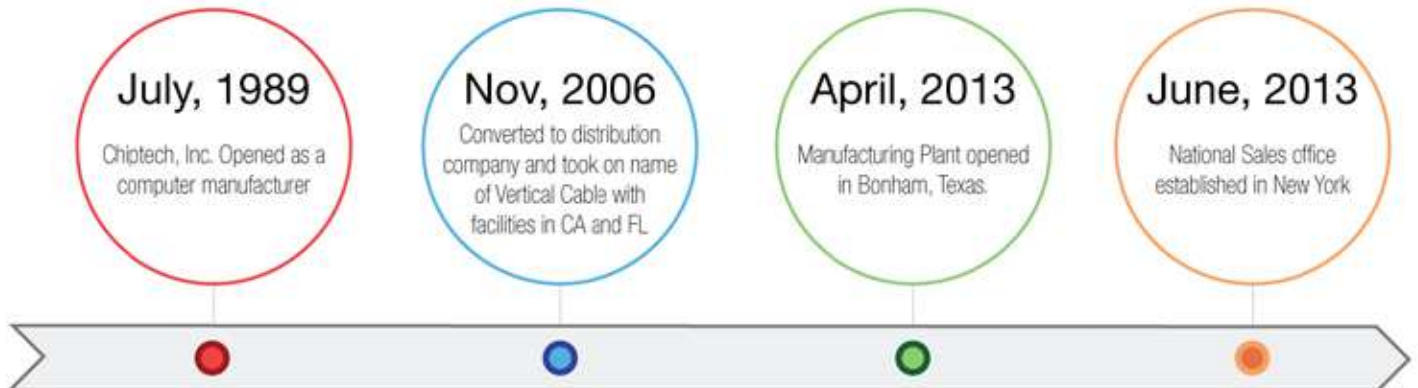 July, 1989
Chiptech, Inc. Opened as a
computer manufacturer
Nov, 2006
Converted to distribution
company and took on name
of Vertical Cable with
facilities in CA and FL
April, 2013
Manufacturing Plant opened
in Bonham, Texas.
June, 2013
National Sales office
established in New York